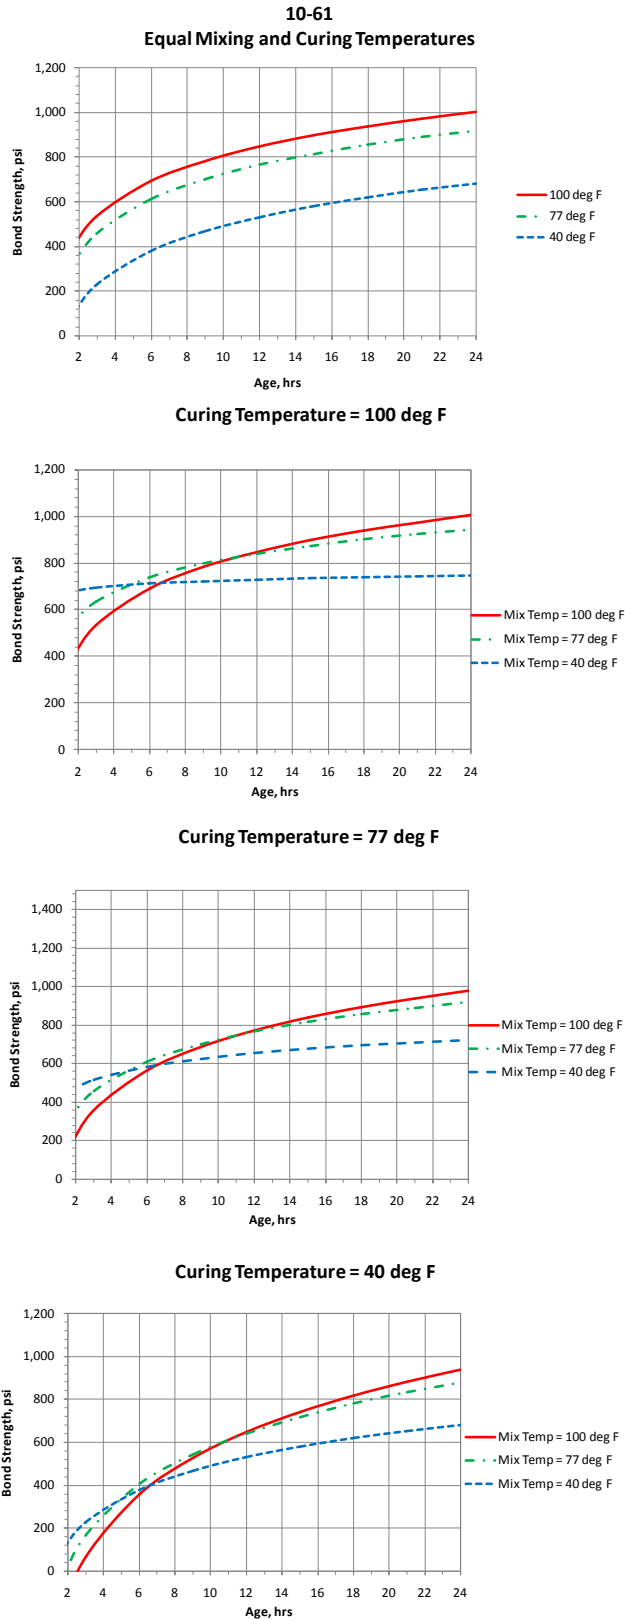 10-61
Equal Mixing and Curing Temperatures
1,200
1,000
800
600
400
200
0
Bond Strength, psi
2 4 6 8 10 12 14 16 18 20 22 24
Age, hrs
100 deg F
77 deg F
40 deg F
Curing Temperature = 100 deg F
1,200
1,000
800
600
400
200
0
Bond Strength, psi
2 4 6 8 10 12 14 16 18 20 22 24
Age, hrs
Mix Temp = 100 deg F
Mix Temp = 77 deg F
Mix Temp = 40 deg F
Curing Temperature = 77 deg F
1,400
1,200
1,000
800
600
400
200
0
Bond Strength, psi
2 4 6 8 10 12 14 16 18 20 22 24
Age, hrs
Mix Temp = 100 deg F
Mix Temp = 77 deg F
Mix Temp = 40 deg F
Curing Temperature = 40 deg F
1,200
1,000
800
600
400
200
0
Bond Strength, psi
2 4 6 8 10 12 14 16 18 20 22 24
Age, hrs
Mix Temp = 100 deg F
Mix Temp = 77 deg F
Mix Temp = 40 deg F